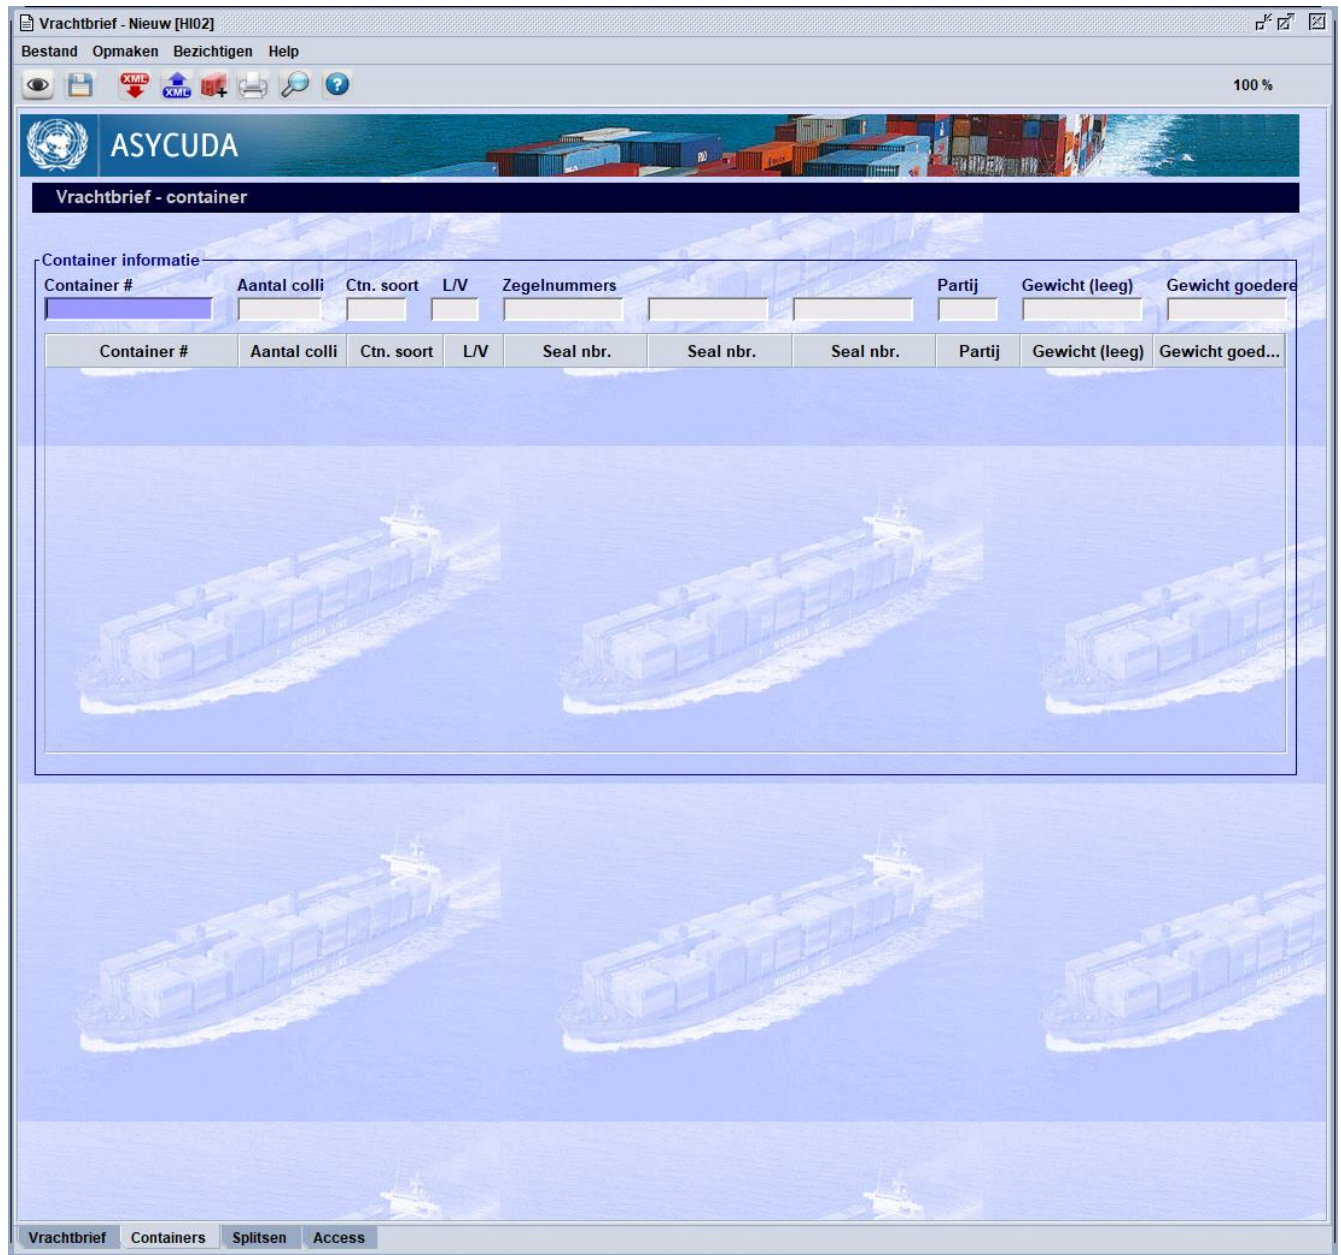 Vrachtbrief - Nieuw [HI02]
Bestand Opmaken Bezichtigen Help
XML XML 100 %
ASYCUDA
Vrachtbrief - container
Container informatie
Container # Aantal colli Ctn. soort L/V Zegelnummers Partij Gewicht (leeg) Gewicht goedere
Container # Aantal colli Ctn. soort L/V Seal nbr. Seal nbr. Seal nbr. Partij Gewicht (leeg) Gewicht goed...
Vrachtbrief Containers Splitsen Access